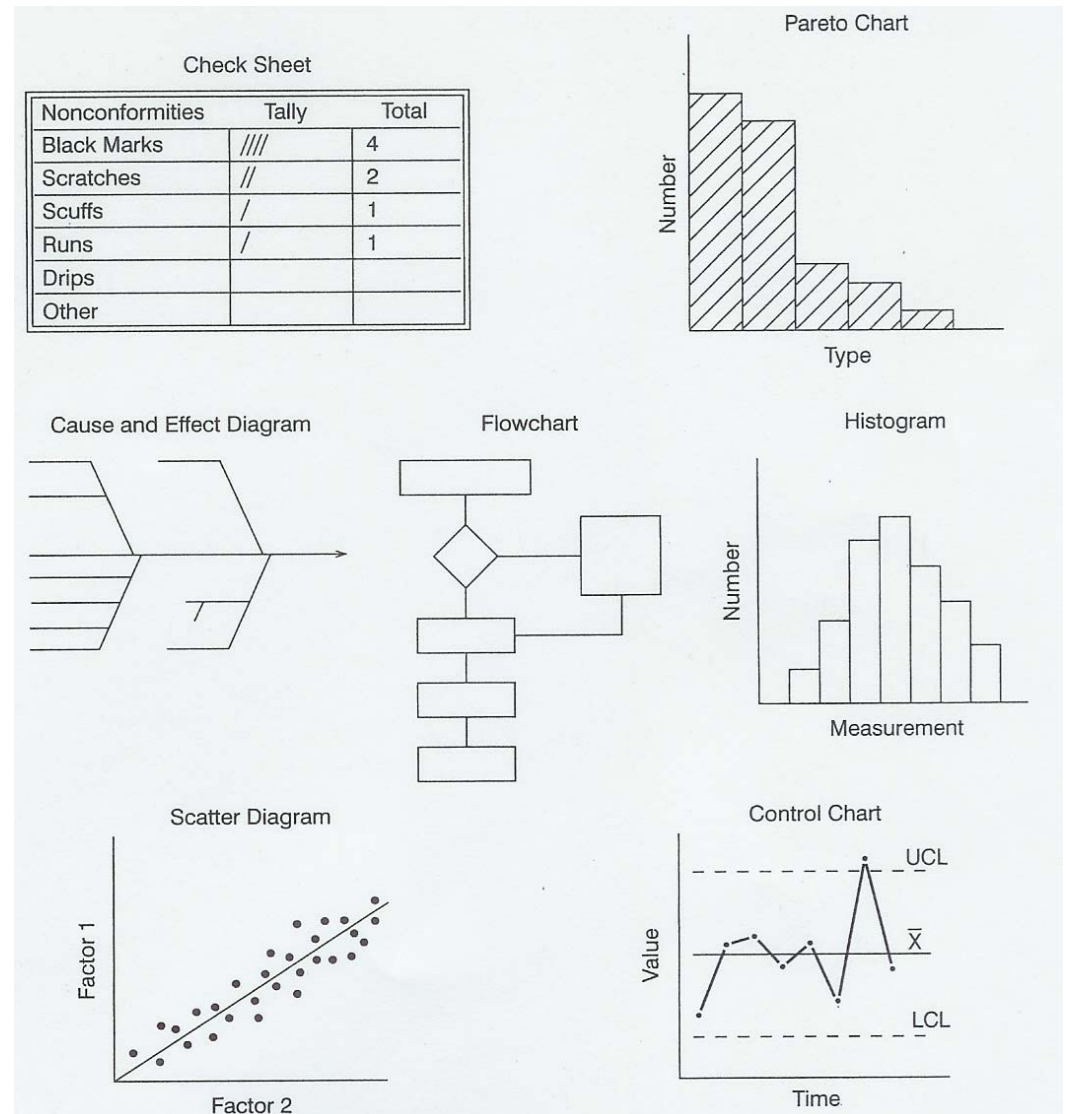 Pareto Chart
Check Sheet
Nonconformities Tally Total
Black Marks //// 4
Scratches // 2
Scuffs / 1
Runs / 1
Drips
Other
Number
Type
Cause and Effect Diagram
Flowchart
Histogram
Number
Measurement
Scatter Diagram
Factor 1
Factor 2
Control Chart
UCL
X̅
LCL
Value
Time